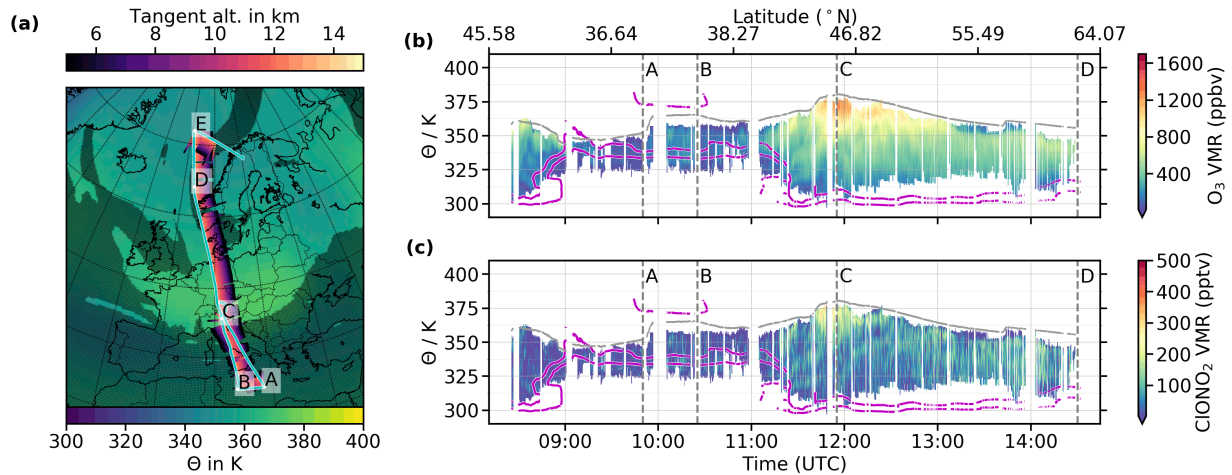 (a)
Tangent alt. in km
6 8 10 12 14
E
D
C
B A
300 320 340 360 380 400
Θ in K
Latitude (°N)
45.58 36.64 38.27 46.82 55.49 64.07
(b)
400
375
350
325
300
Θ / K
A B C D
1600
1200
800
400
O₃ VMR (ppbv)
(c)
400
375
350
325
300
Θ / K
A B C D
500
400
300
200
100
ClONO₂ VMR (pptv)
09:00 10:00 11:00 12:00 13:00 14:00
Time (UTC)